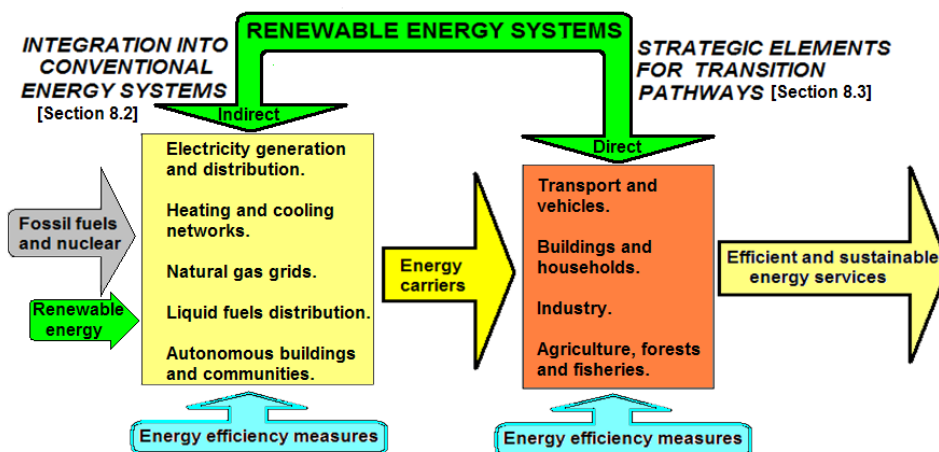 RENEWABLE ENERGY SYSTEMS
INTEGRATION INTO
CONVENTIONAL
ENERGY SYSTEMS
[Section 8.2]
STRATEGIC ELEMENTS
FOR TRANSITION
PATHWAYS [Section 8.3]
Indirect
Direct
Fossil fuels
and nuclear
Renewable
energy
Electricity generation
and distribution.
Heating and cooling
networks.
Natural gas grids.
Liquid fuels distribution.
Autonomous buildings
and communities.
Energy
carriers
Transport and
vehicles.
Buildings and
households.
Industry.
Agriculture, forests
and fisheries.
Efficient and sustainable
energy services
Energy efficiency measures
Energy efficiency measures